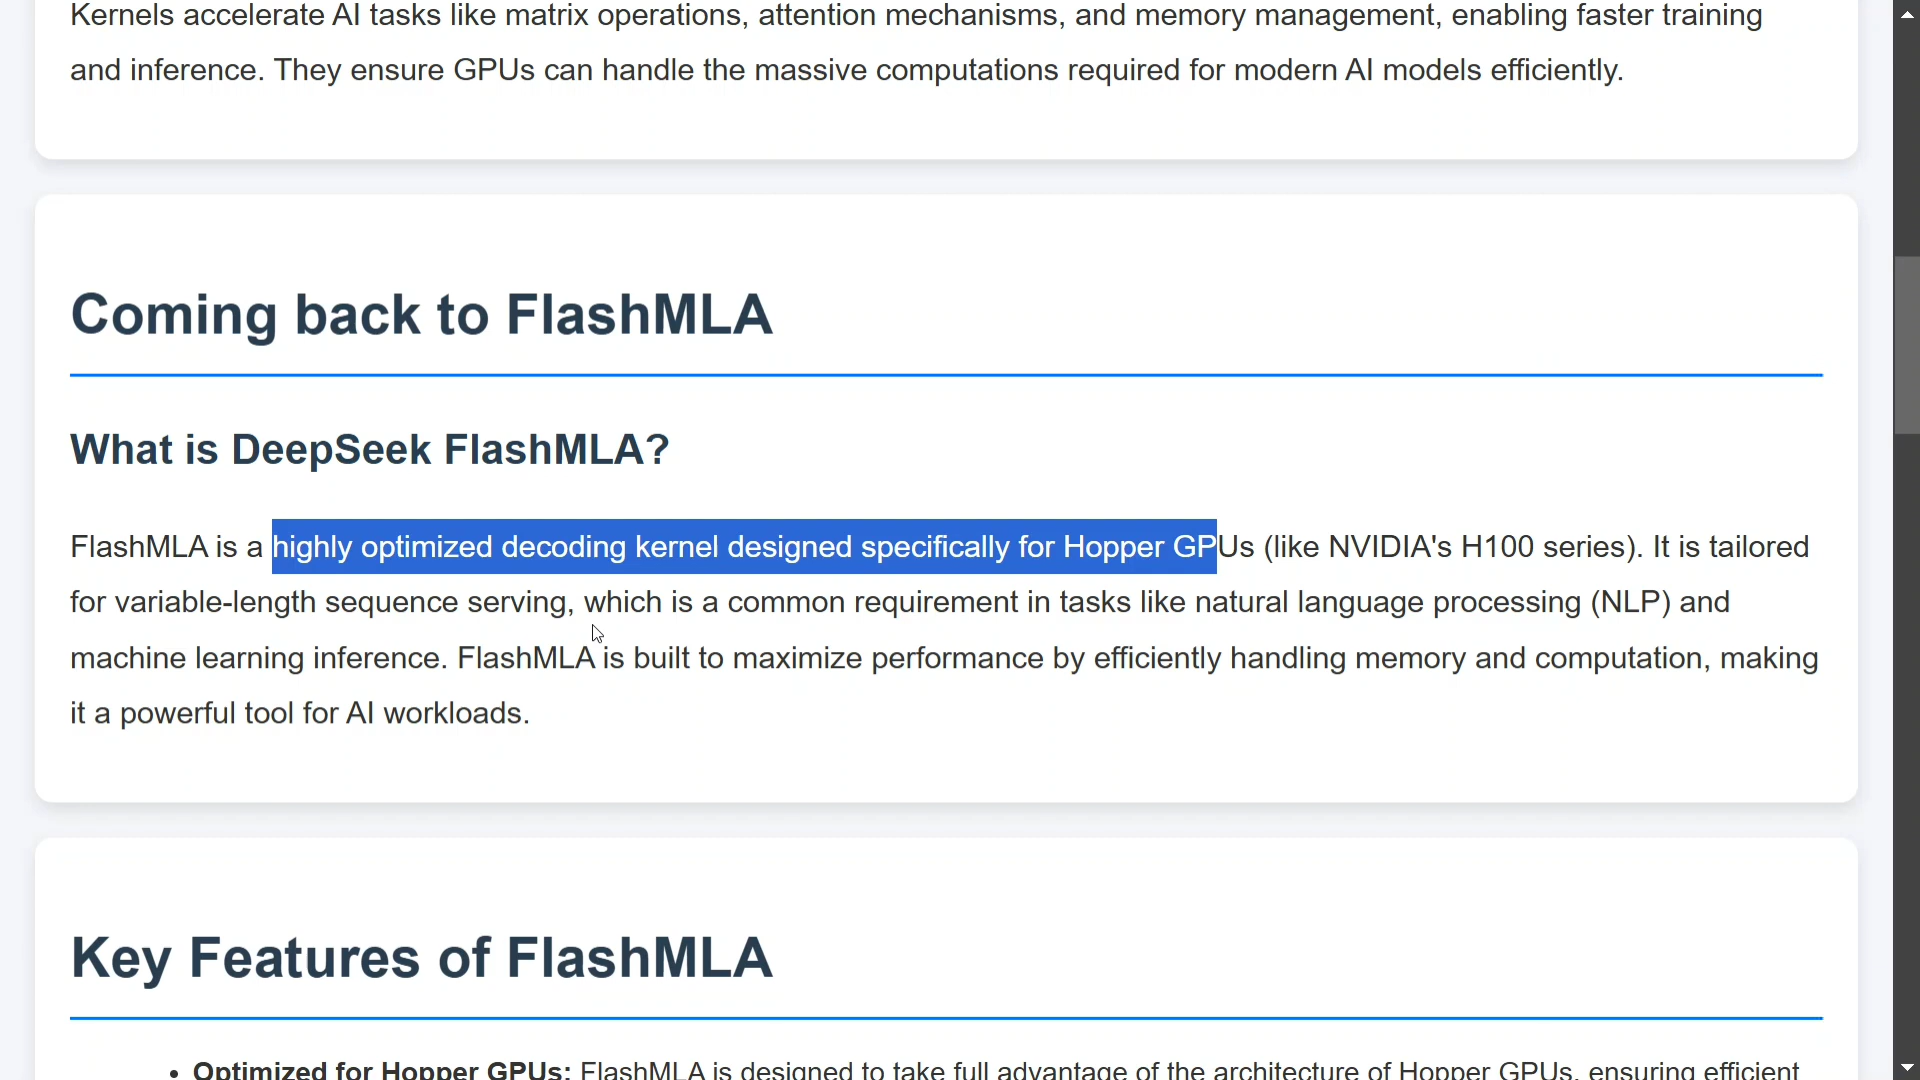 Kernels accelerate AI tasks like matrix operations, attention mechanisms, and memory management, enabling faster training
and inference. They ensure GPUs can handle the massive computations required for modern AI models efficiently.
Coming back to FlashMLA
What is DeepSeek FlashMLA?
FlashMLA is a highly optimized decoding kernel designed specifically for Hopper GPUs (like NVIDIA's H100 series). It is tailored
for variable-length sequence serving, which is a common requirement in tasks like natural language processing (NLP) and
machine learning inference. FlashMLA is built to maximize performance by efficiently handling memory and computation, making
it a powerful tool for AI workloads.
Key Features of FlashMLA
• Optimized for Hopper GPUs: FlashMLA is designed to take full advantage of the architecture of Hopper GPUs, ensuring efficient